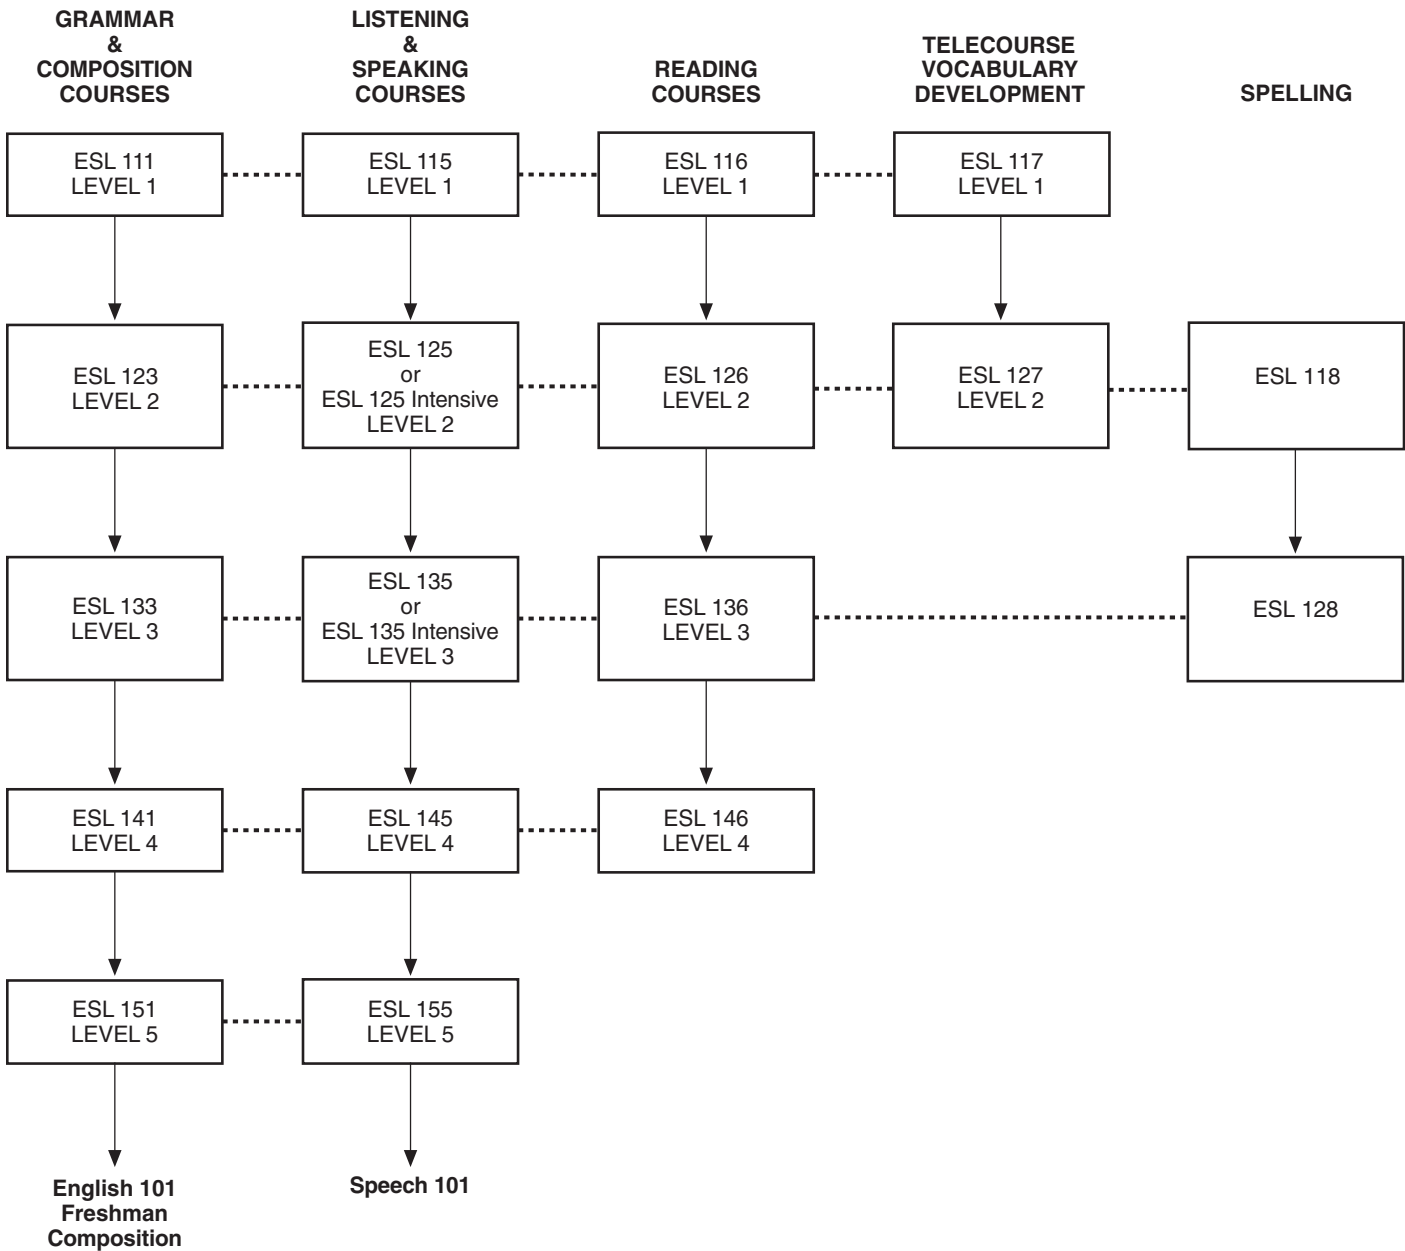 GRAMMAR
&
COMPOSITION
COURSES
LISTENING
&
SPEAKING
COURSES
READING
COURSES
TELECOURSE
VOCABULARY
DEVELOPMENT
SPELLING
ESL 111
LEVEL 1
ESL 115
LEVEL 1
ESL 116
LEVEL 1
ESL 117
LEVEL 1
ESL 123
LEVEL 2
ESL 125
or
ESL 125 Intensive
LEVEL 2
ESL 126
LEVEL 2
ESL 127
LEVEL 2
ESL 118
ESL 133
LEVEL 3
ESL 135
or
ESL 135 Intensive
LEVEL 3
ESL 136
LEVEL 3
ESL 128
ESL 141
LEVEL 4
ESL 145
LEVEL 4
ESL 146
LEVEL 4
ESL 151
LEVEL 5
ESL 155
LEVEL 5
English 101
Freshman
Composition
Speech 101